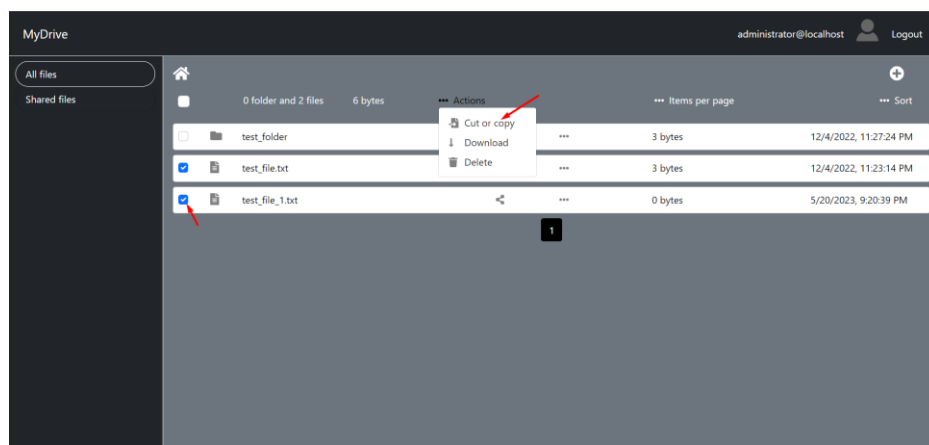 MyDrive administrator@localhost Logout
All files
Shared files
0 folder and 2 files 6 bytes ••• Actions ••• Items per page ••• Sort
Cut or copy
Download
Delete
test_folder ••• 3 bytes 12/4/2022, 11:27:24 PM
test_file.txt ••• 3 bytes 12/4/2022, 11:23:14 PM
test_file_1.txt ••• 0 bytes 5/20/2023, 9:20:39 PM
1